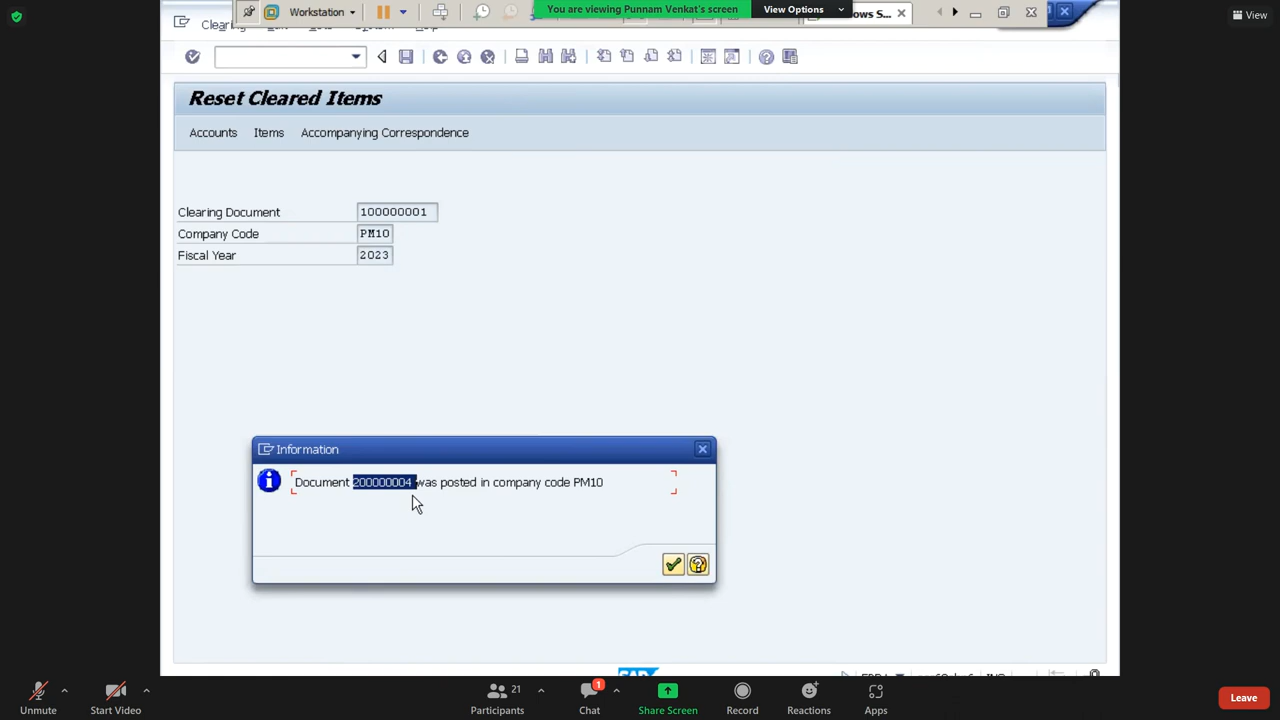 Workstation
You are viewing Punnam Venkat's screen
View Options
ows S...
View
Reset Cleared Items
Accounts Items Accompanying Correspondence
Clearing Document 100000001
Company Code PM10
Fiscal Year 2023
Information
Document 200000004 was posted in company code PM10
SAP
Unmute
Start Video
21
Participants
1
Chat
Share Screen
Record
Reactions
Apps
Leave